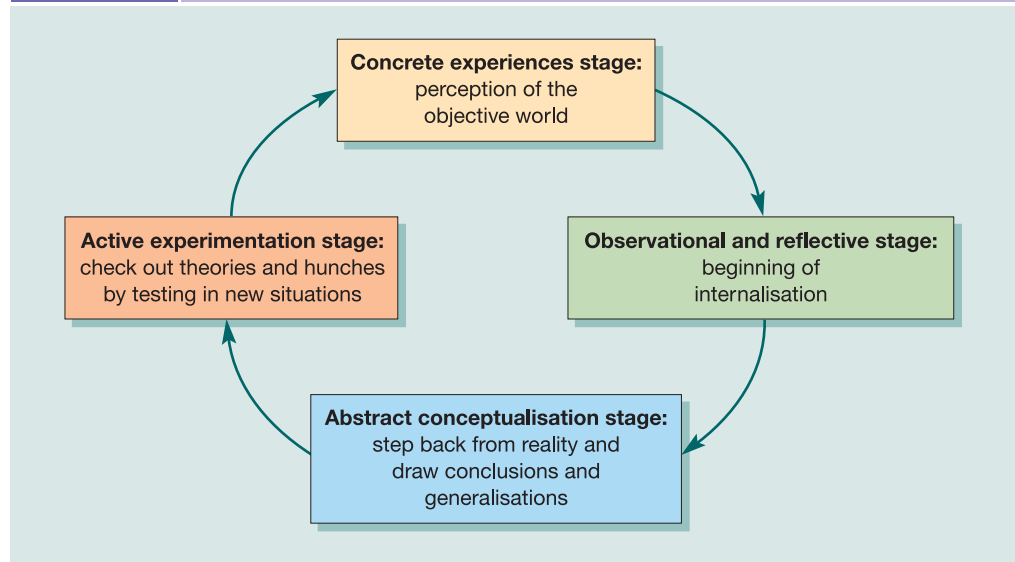 Concrete experiences stage:
perception of the
objective world
Observational and reflective stage:
beginning of
internalisation
Abstract conceptualisation stage:
step back from reality and
draw conclusions and
generalisations
Active experimentation stage:
check out theories and hunches
by testing in new situations